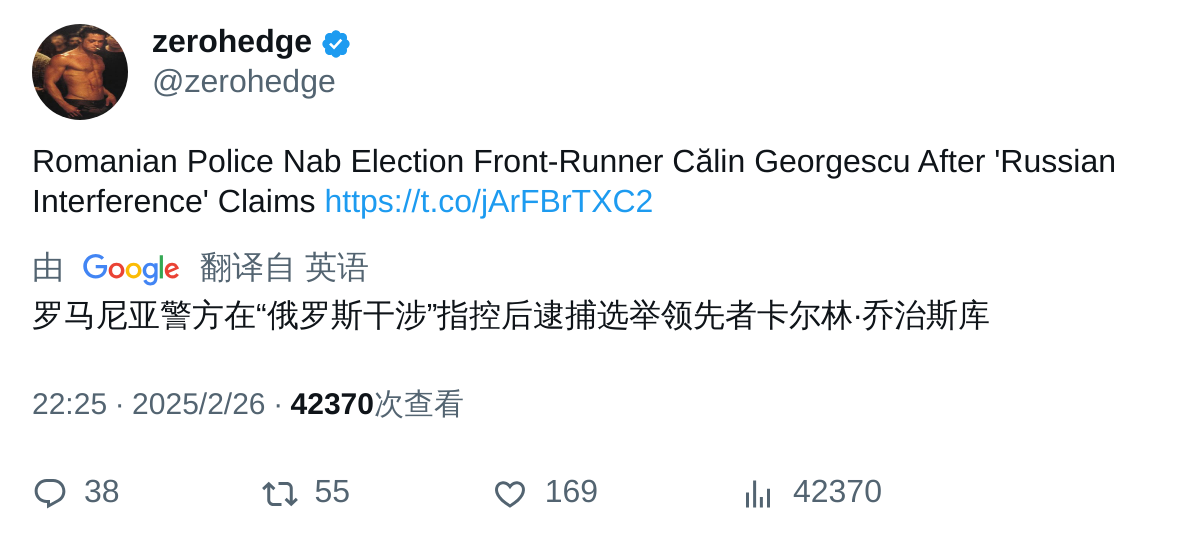 zerohedge
@zerohedge
Romanian Police Nab Election Front-Runner Călin Georgescu After 'Russian
Interference' Claims https://t.co/jArFBrTXC2
由 Google 翻译自 英语
罗马尼亚警方在“俄罗斯干涉”指控后逮捕选举领先者卡尔林·乔治斯库
22:25 · 2025/2/26 · 42370次查看
38 55 169 42370